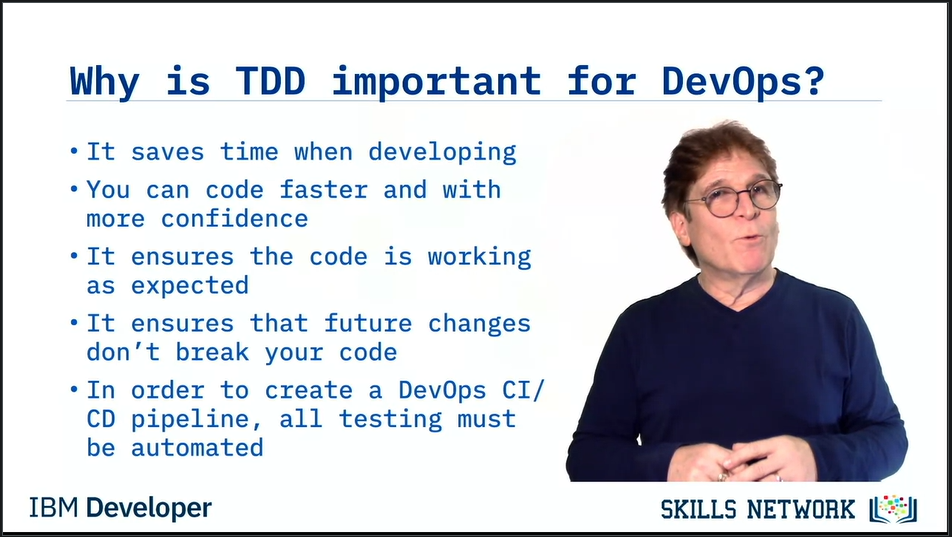 Why is TDD important for DevOps?
• It saves time when developing
• You can code faster and with
more confidence
• It ensures the code is working
as expected
• It ensures that future changes
don’t break your code
• In order to create a DevOps CI/
CD pipeline, all testing must
be automated
IBM Developer
SKILLS NETWORK